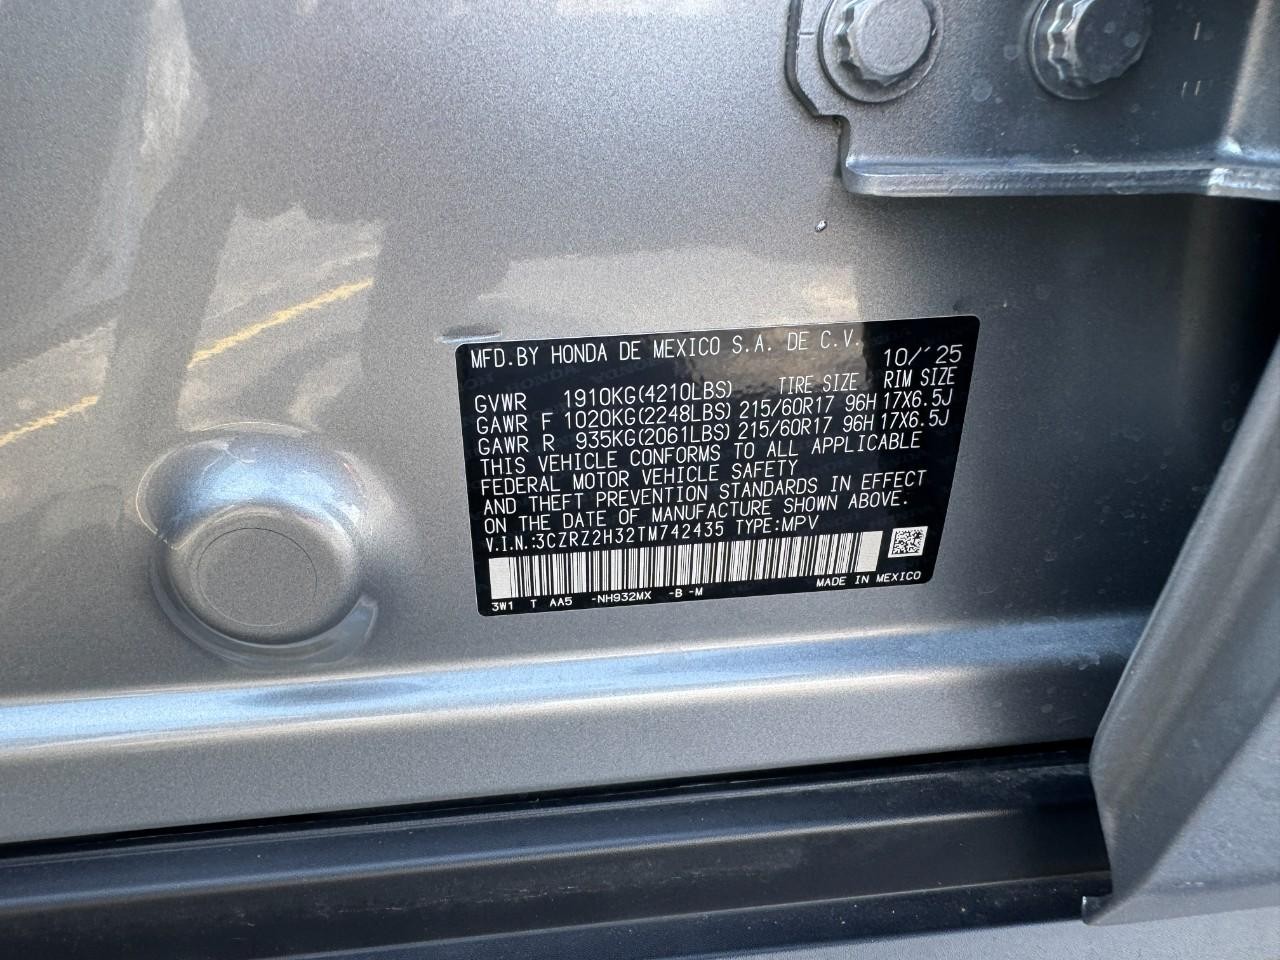 MFD.BY HONDA DE MEXICO S.A. DE C.V. 10/'25
GVWR 1910KG(4210LBS) TIRE SIZE RIM SIZE
GAWR F 1020KG(2248LBS) 215/60R17 96H 17X6.5J
GAWR R 935KG(2061LBS) 215/60R17 96H 17X6.5J
THIS VEHICLE CONFORMS TO ALL APPLICABLE
FEDERAL MOTOR VEHICLE SAFETY
AND THEFT PREVENTION STANDARDS IN EFFECT
ON THE DATE OF MANUFACTURE SHOWN ABOVE.
V.I.N.:3CZRZ2H32TM742435 TYPE:MPV
MADE IN MEXICO
3W1 T AA5 -NH932MX -B -M